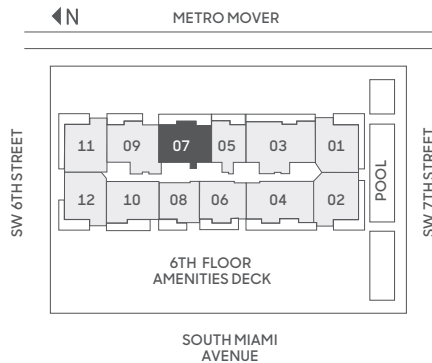 N
METRO MOVER
SW 6TH STREET
11 09 07 05 03 01
12 10 08 06 04 02
POOL
SW 7TH STREET
6TH FLOOR
AMENITIES DECK
SOUTH MIAMI
AVENUE